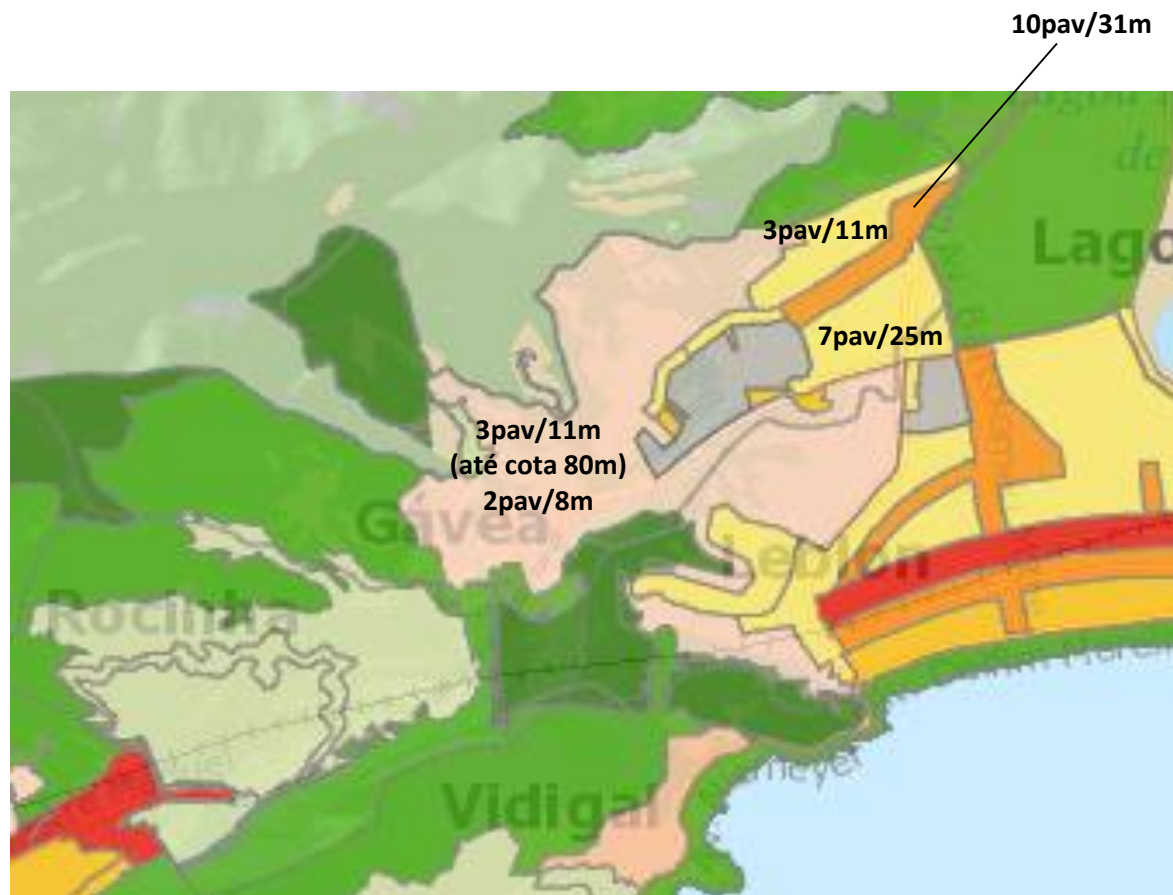 10pav/31m
Lago
3pav/11m
7pav/25m
3pav/11m
(até cota 80m)
2pav/8m
Gávea
Leblon
Rocinha
Vidigal